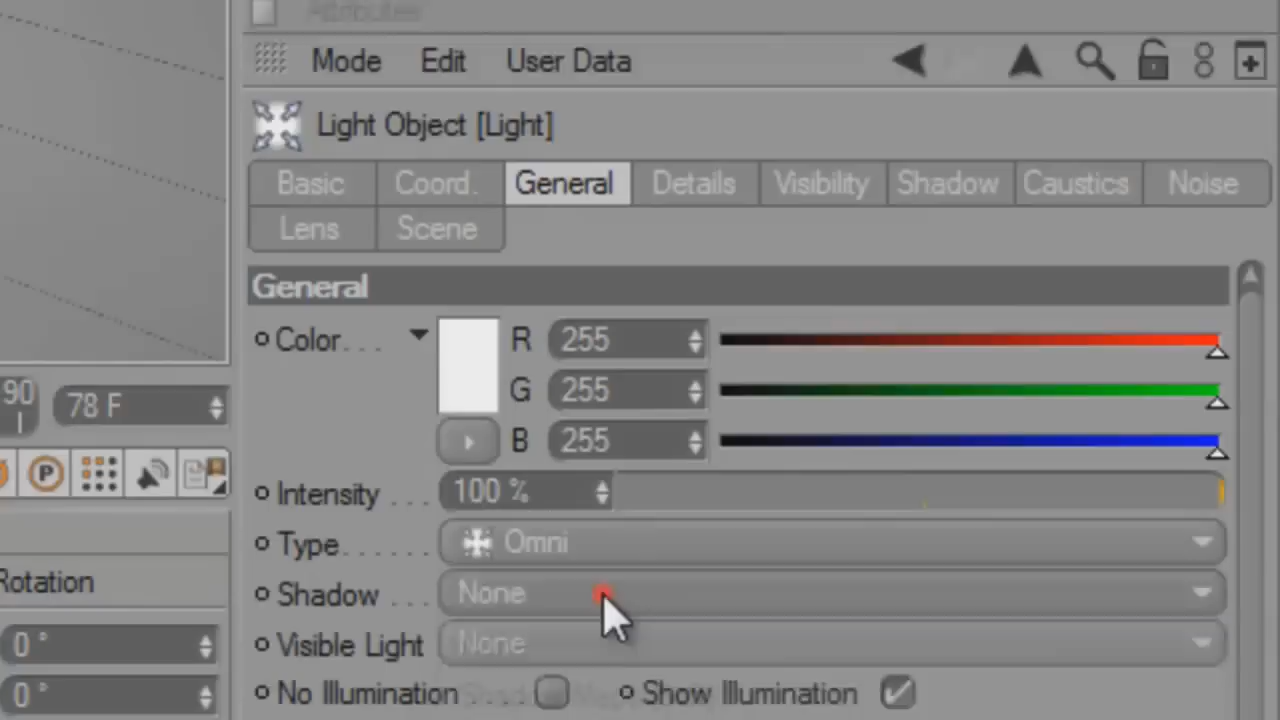 Attributes
Mode Edit User Data
Light Object [Light]
Basic Coord. General Details Visibility Shadow Caustics Noise
Lens Scene
General
Color. . . R 255
G 255
B 255
90 78 F
P
Intensity . . . 100 %
Type. . . . . . Omni
Rotation
Shadow . . . None
0 ° Visible Light None
0 ° No Illumination Show Illumination